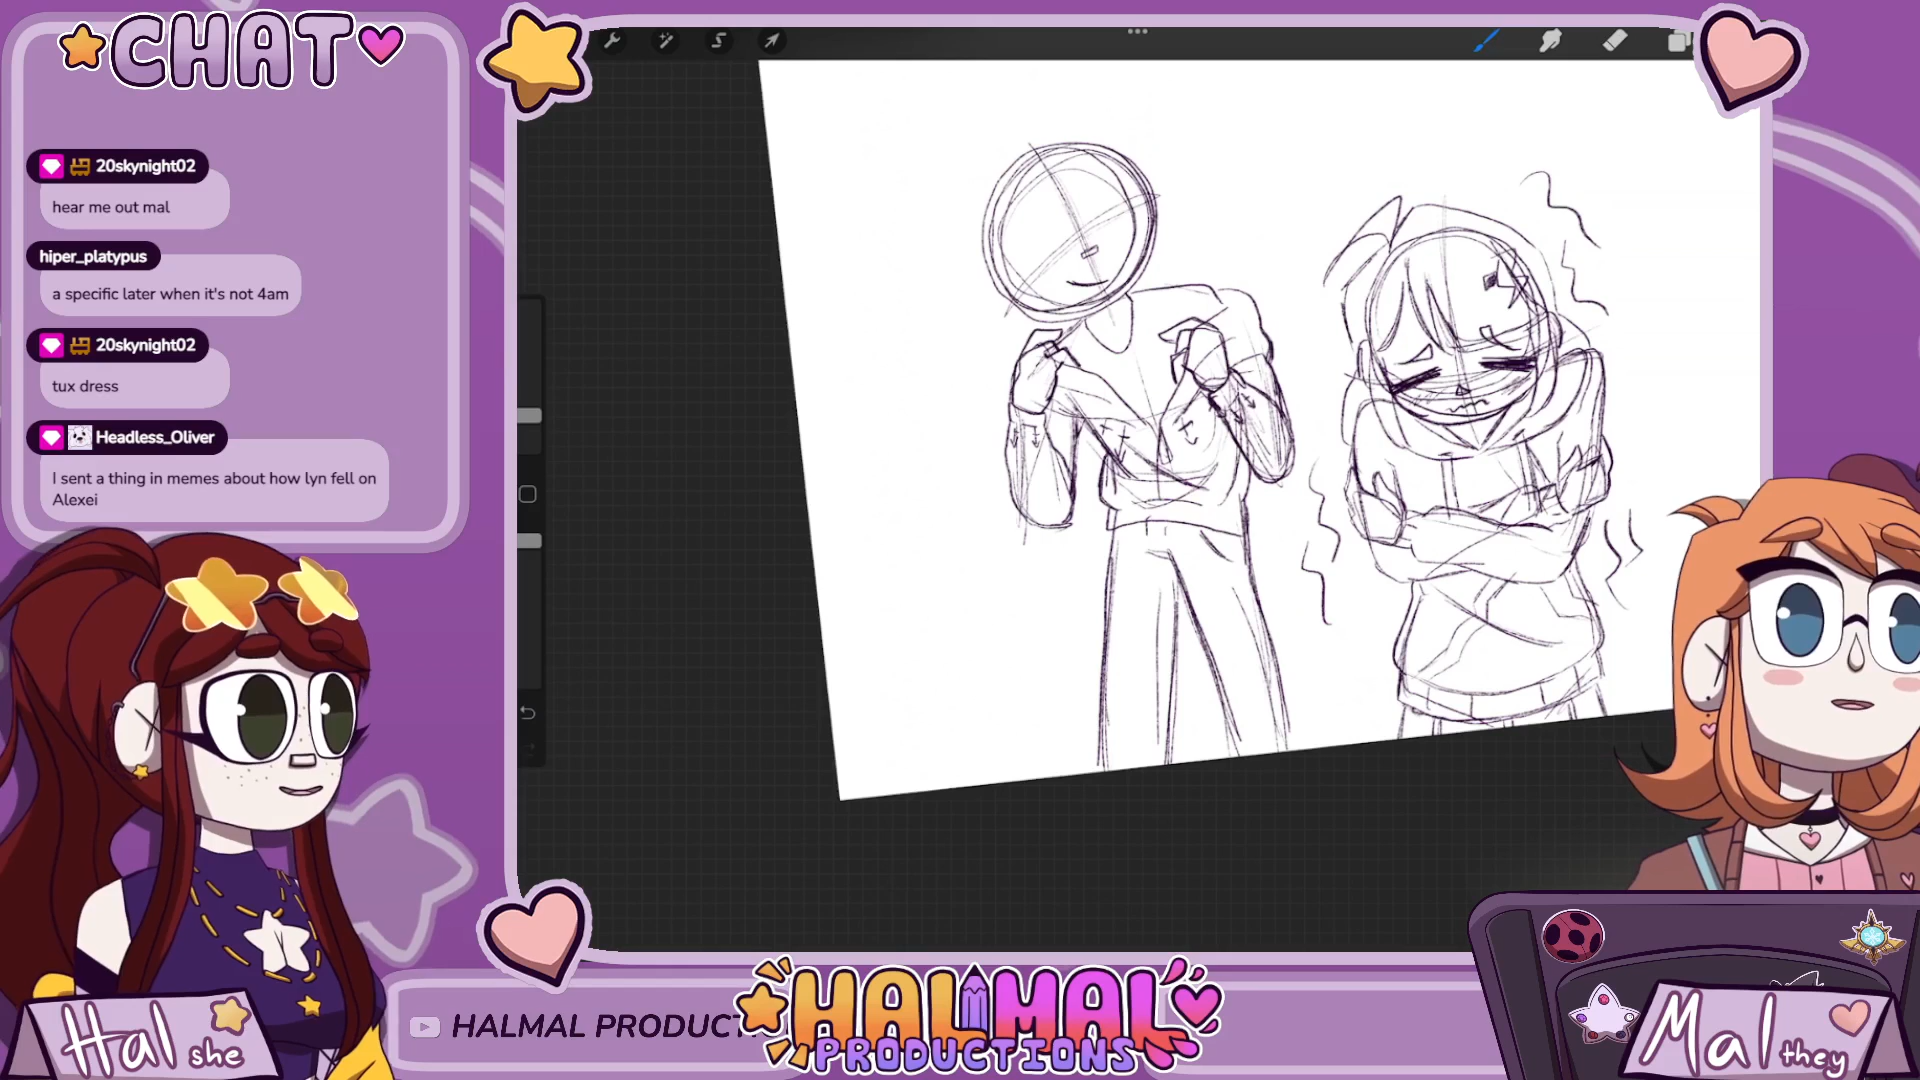 CHAT
20skynight02
hear me out mal
hiper_platypus
a specific later when it's not 4am
20skynight02
tux dress
Headless_Oliver
I sent a thing in memes about how lyn fell on
Alexei
Hal she
HALMAL PRODUCT
HALMAL
PRODUCTIONS
Mal they